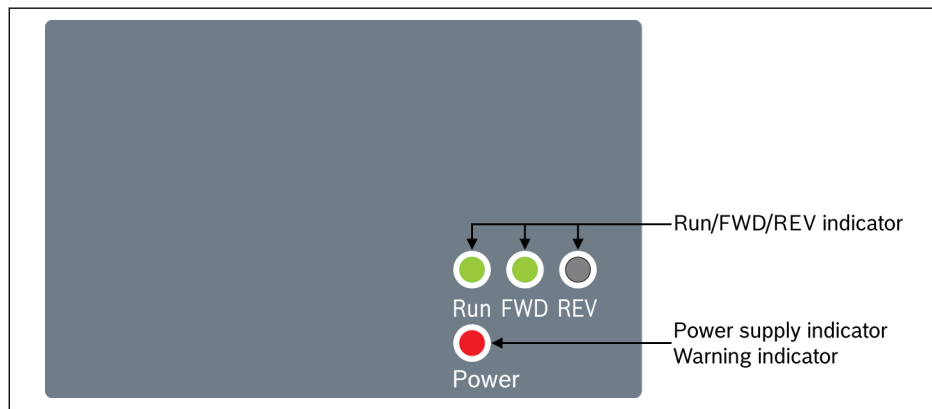 Run/FWD/REV indicator
Run FWD REV
Power supply indicator
Warning indicator
Power